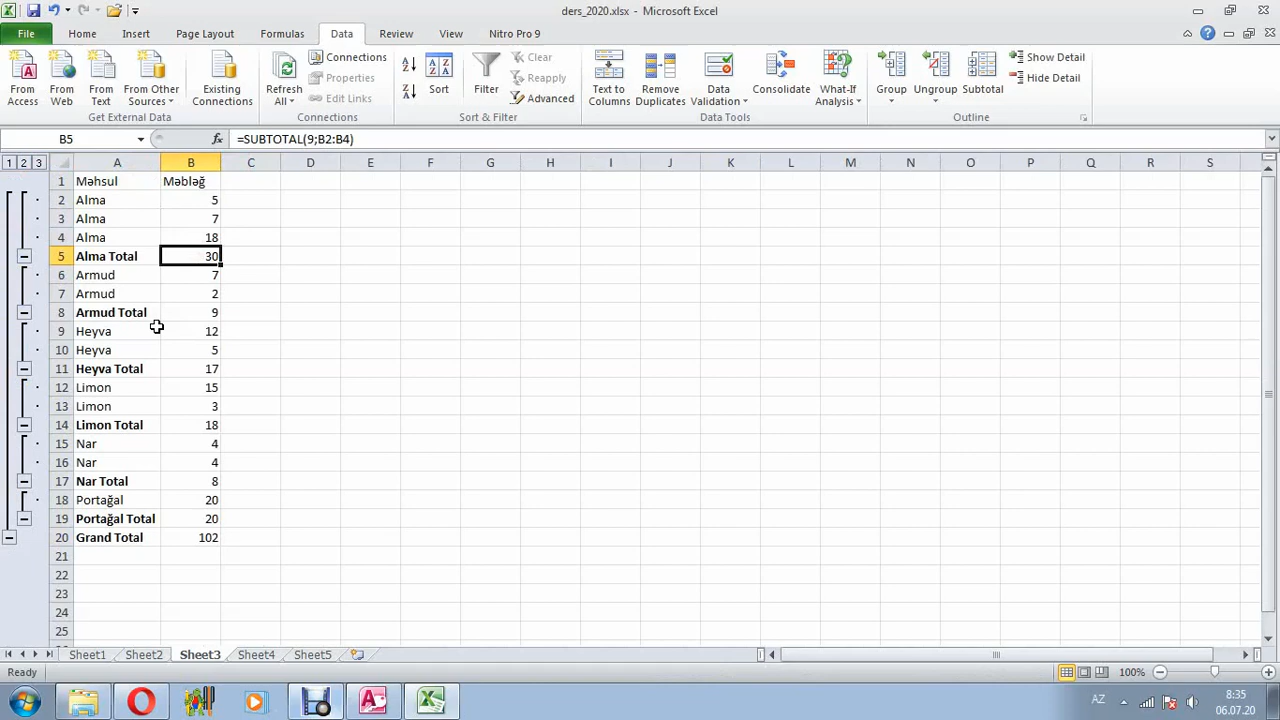 ders_2020.xlsx - Microsoft Excel
File Home Insert Page Layout Formulas Data Review View Nitro Pro 9
From Access
From Web
From Text
From Other Sources
Existing Connections
Refresh All
Connections
Properties
Edit Links
Sort
Filter
Clear
Reapply
Advanced
Text to Columns
Remove Duplicates
Data Validation
Consolidate
What-If Analysis
Group
Ungroup
Subtotal
Show Detail
Hide Detail
Get External Data Connections Sort & Filter Data Tools Outline
B5 fx =SUBTOTAL(9;B2:B4)
1 2 3 A B C D E F G H I J K L M N O P Q R S
1 Məhsul Məbləğ
2 Alma 5
3 Alma 7
4 Alma 18
5 Alma Total 30
6 Armud 7
7 Armud 2
8 Armud Total 9
9 Heyva 12
10 Heyva 5
11 Heyva Total 17
12 Limon 15
13 Limon 3
14 Limon Total 18
15 Nar 4
16 Nar 4
17 Nar Total 8
18 Portağal 20
19 Portağal Total 20
20 Grand Total 102
21
22
23
24
25
Sheet1 Sheet2 Sheet3 Sheet4 Sheet5
Ready 100%
AZ 8:35
06.07.20